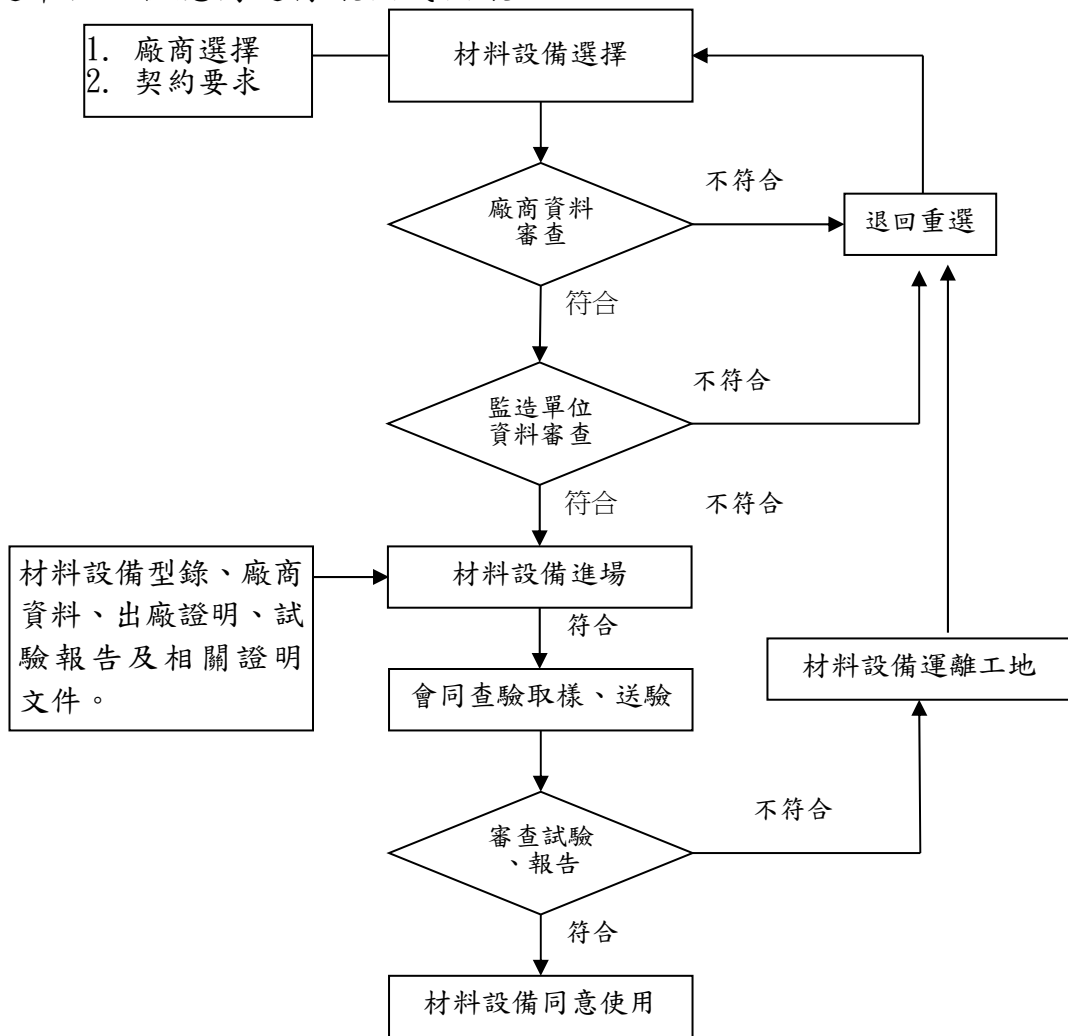 1. 廠商選擇
2. 契約要求
材料設備選擇
不符合
廠商資料
審查
退回重選
符合
不符合
監造單位
資料審查
符合
不符合
材料設備型錄、廠商
資料、出廠證明、試
驗報告及相關證明
文件。
材料設備進場
符合
材料設備運離工地
會同查驗取樣、送驗
不符合
審查試驗
、報告
符合
材料設備同意使用